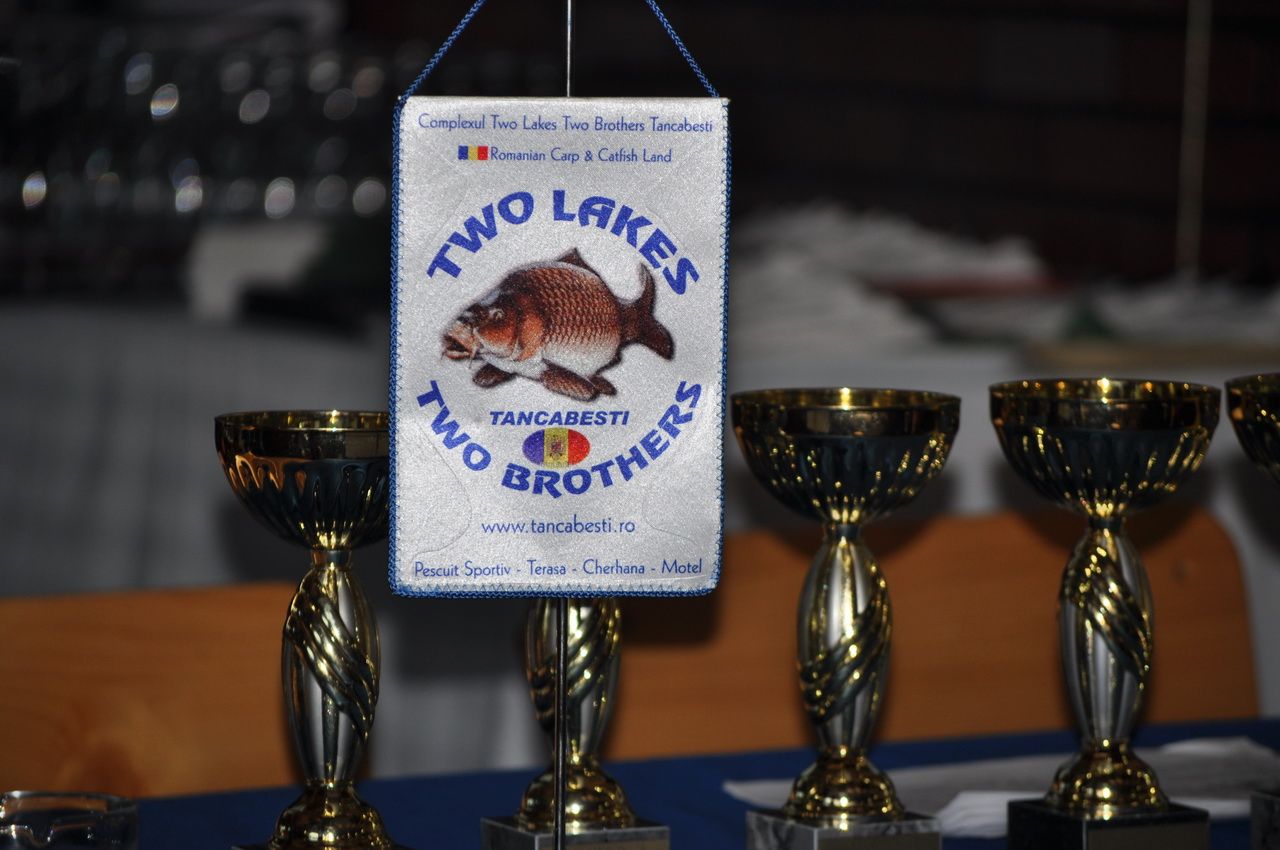 Complexul Two Lakes Two Brothers Tancabesti
Romanian Carp & Catfish Land
TWO LAKES
TANCABESTI
TWO BROTHERS
www.tancabesti.ro
Pescuit Sportiv - Terasa - Cherhana - Motel